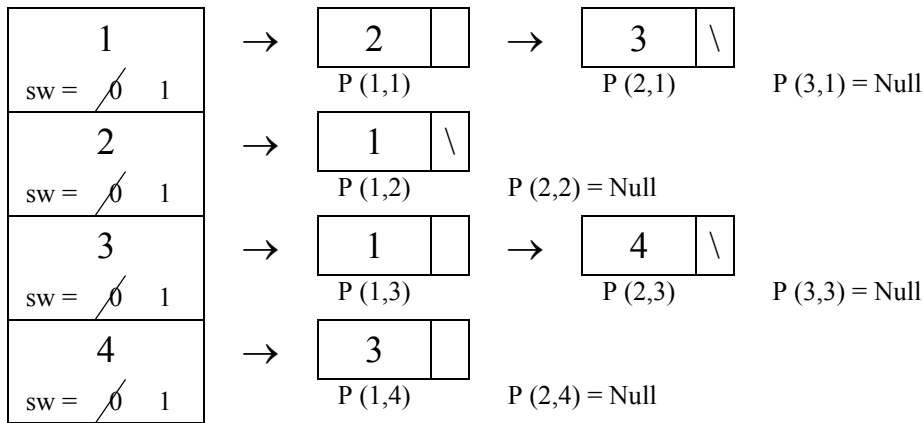 1 → 2 → 3 \
sw = 0 1 P (1,1) P (2,1) P (3,1) = Null
2 → 1 \
sw = 0 1 P (1,2) P (2,2) = Null
3 → 1 → 4 \
sw = 0 1 P (1,3) P (2,3) P (3,3) = Null
4 → 3
sw = 0 1 P (1,4) P (2,4) = Null